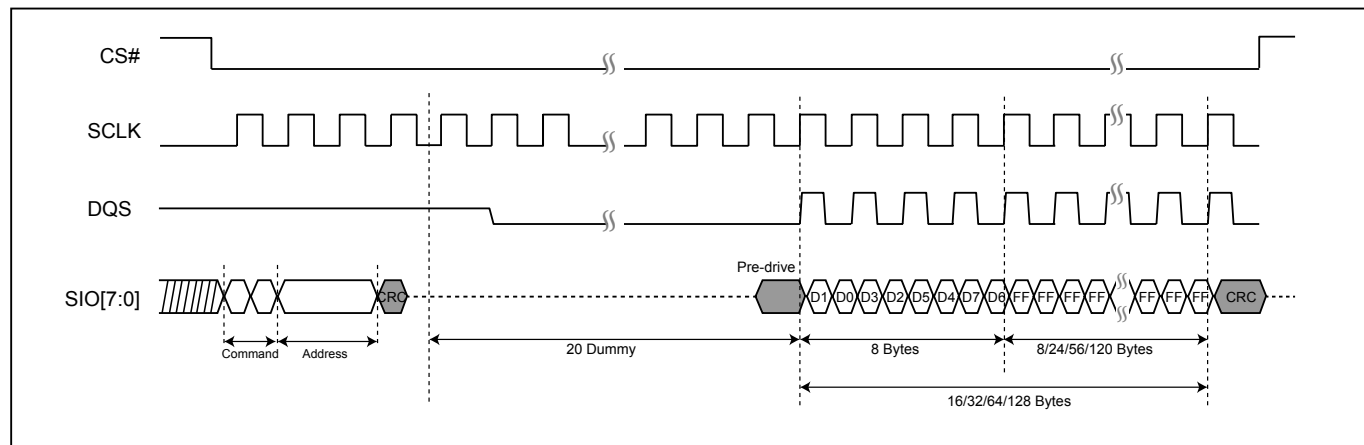 CS#
SCLK
DQS
Pre-drive
SIO[7:0]
CRC
D1 D0 D3 D2 D5 D4 D7 D6 FF FF FF FF FF FF FF CRC
Command
Address
20 Dummy
8 Bytes
8/24/56/120 Bytes
16/32/64/128 Bytes